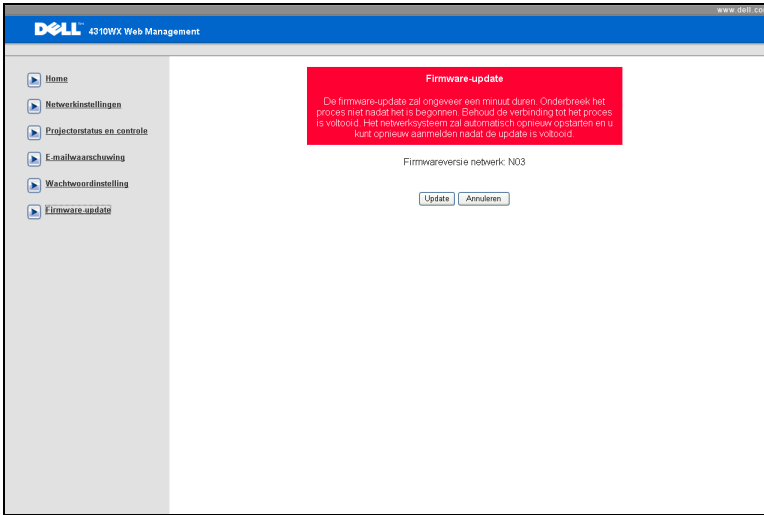 www.dell.co
DELL™ 4310WX Web Management
Home
Netwerkinstellingen
Projectorstatus en controle
E-mailwaarschuwing
Wachtwoordinstelling
Firmware-update
Firmware-update
De firmware-update zal ongeveer een minuut duren. Onderbreek het
proces niet nadat het is begonnen. Behoud de verbinding tot het proces
is voltooid. Het netwerksysteem zal automatisch opnieuw opstarten en u
kunt opnieuw aanmelden nadat de update is voltooid.
Firmwareversie netwerk: N03
Update Annuleren